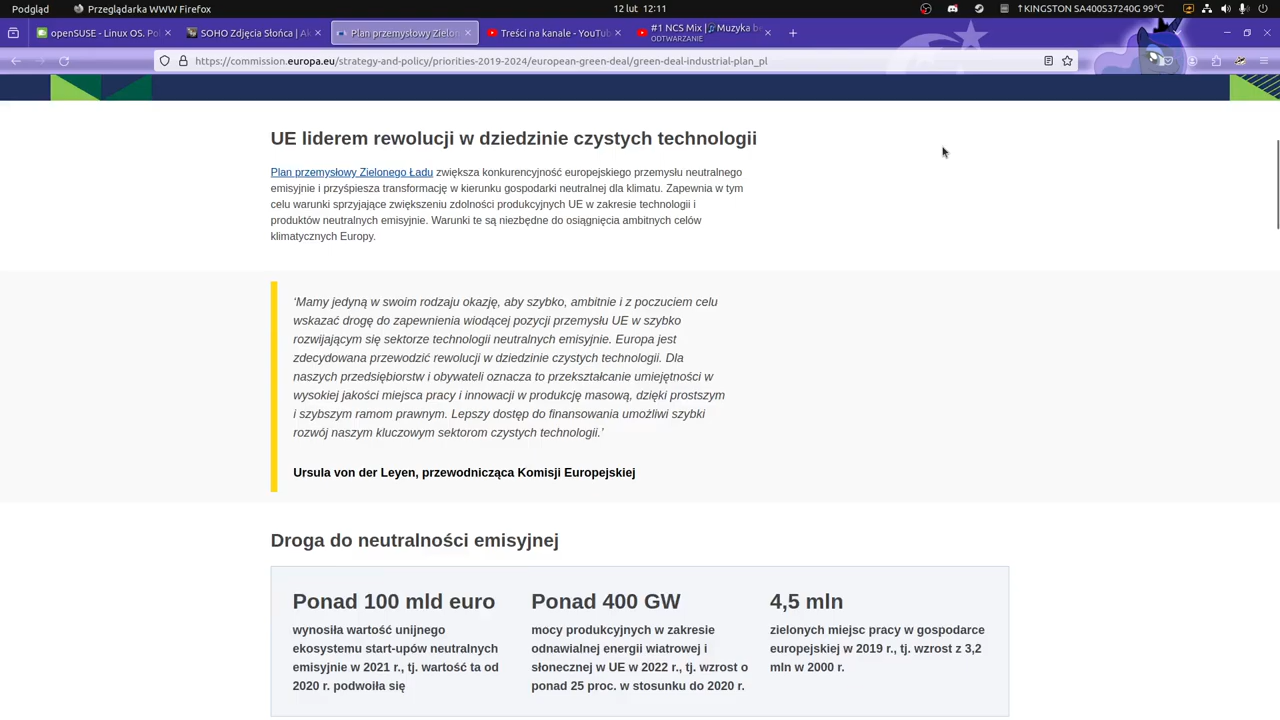 Podgląd
Przeglądarka WWW Firefox
12 lut 12:11
↑KINGSTON SA400S37240G 99°C
openSUSE - Linux OS. Pol
SOHO Zdjęcia Słońca | Ak
Plan przemysłowy Zielon
Treści na kanale - YouTub
#1 NCS Mix | Muzyka be
ODTWARZANIE
https://commission.europa.eu/strategy-and-policy/priorities-2019-2024/european-green-deal/green-deal-industrial-plan_pl
UE liderem rewolucji w dziedzinie czystych technologii
Plan przemysłowy Zielonego Ładu zwiększa konkurencyjność europejskiego przemysłu neutralnego
emisyjnie i przyśpiesza transformację w kierunku gospodarki neutralnej dla klimatu. Zapewnia w tym
celu warunki sprzyjające zwiększeniu zdolności produkcyjnych UE w zakresie technologii i
produktów neutralnych emisyjnie. Warunki te są niezbędne do osiągnięcia ambitnych celów
klimatycznych Europy.
‘Mamy jedyną w swoim rodzaju okazję, aby szybko, ambitnie i z poczuciem celu
wskazać drogę do zapewnienia wiodącej pozycji przemysłu UE w szybko
rozwijającym się sektorze technologii neutralnych emisyjnie. Europa jest
zdecydowana przewodzić rewolucji w dziedzinie czystych technologii. Dla
naszych przedsiębiorstw i obywateli oznacza to przekształcanie umiejętności w
wysokiej jakości miejsca pracy i innowacji w produkcję masową, dzięki prostszym
i szybszym ramom prawnym. Lepszy dostęp do finansowania umożliwi szybki
rozwój naszym kluczowym sektorom czystych technologii.’
Ursula von der Leyen, przewodnicząca Komisji Europejskiej
Droga do neutralności emisyjnej
Ponad 100 mld euro
wynosiła wartość unijnego
ekosystemu start-upów neutralnych
emisyjnie w 2021 r., tj. wartość ta od
2020 r. podwoiła się
Ponad 400 GW
mocy produkcyjnych w zakresie
odnawialnej energii wiatrowej i
słonecznej w UE w 2022 r., tj. wzrost o
ponad 25 proc. w stosunku do 2020 r.
4,5 mln
zielonych miejsc pracy w gospodarce
europejskiej w 2019 r., tj. wzrost z 3,2
mln w 2000 r.